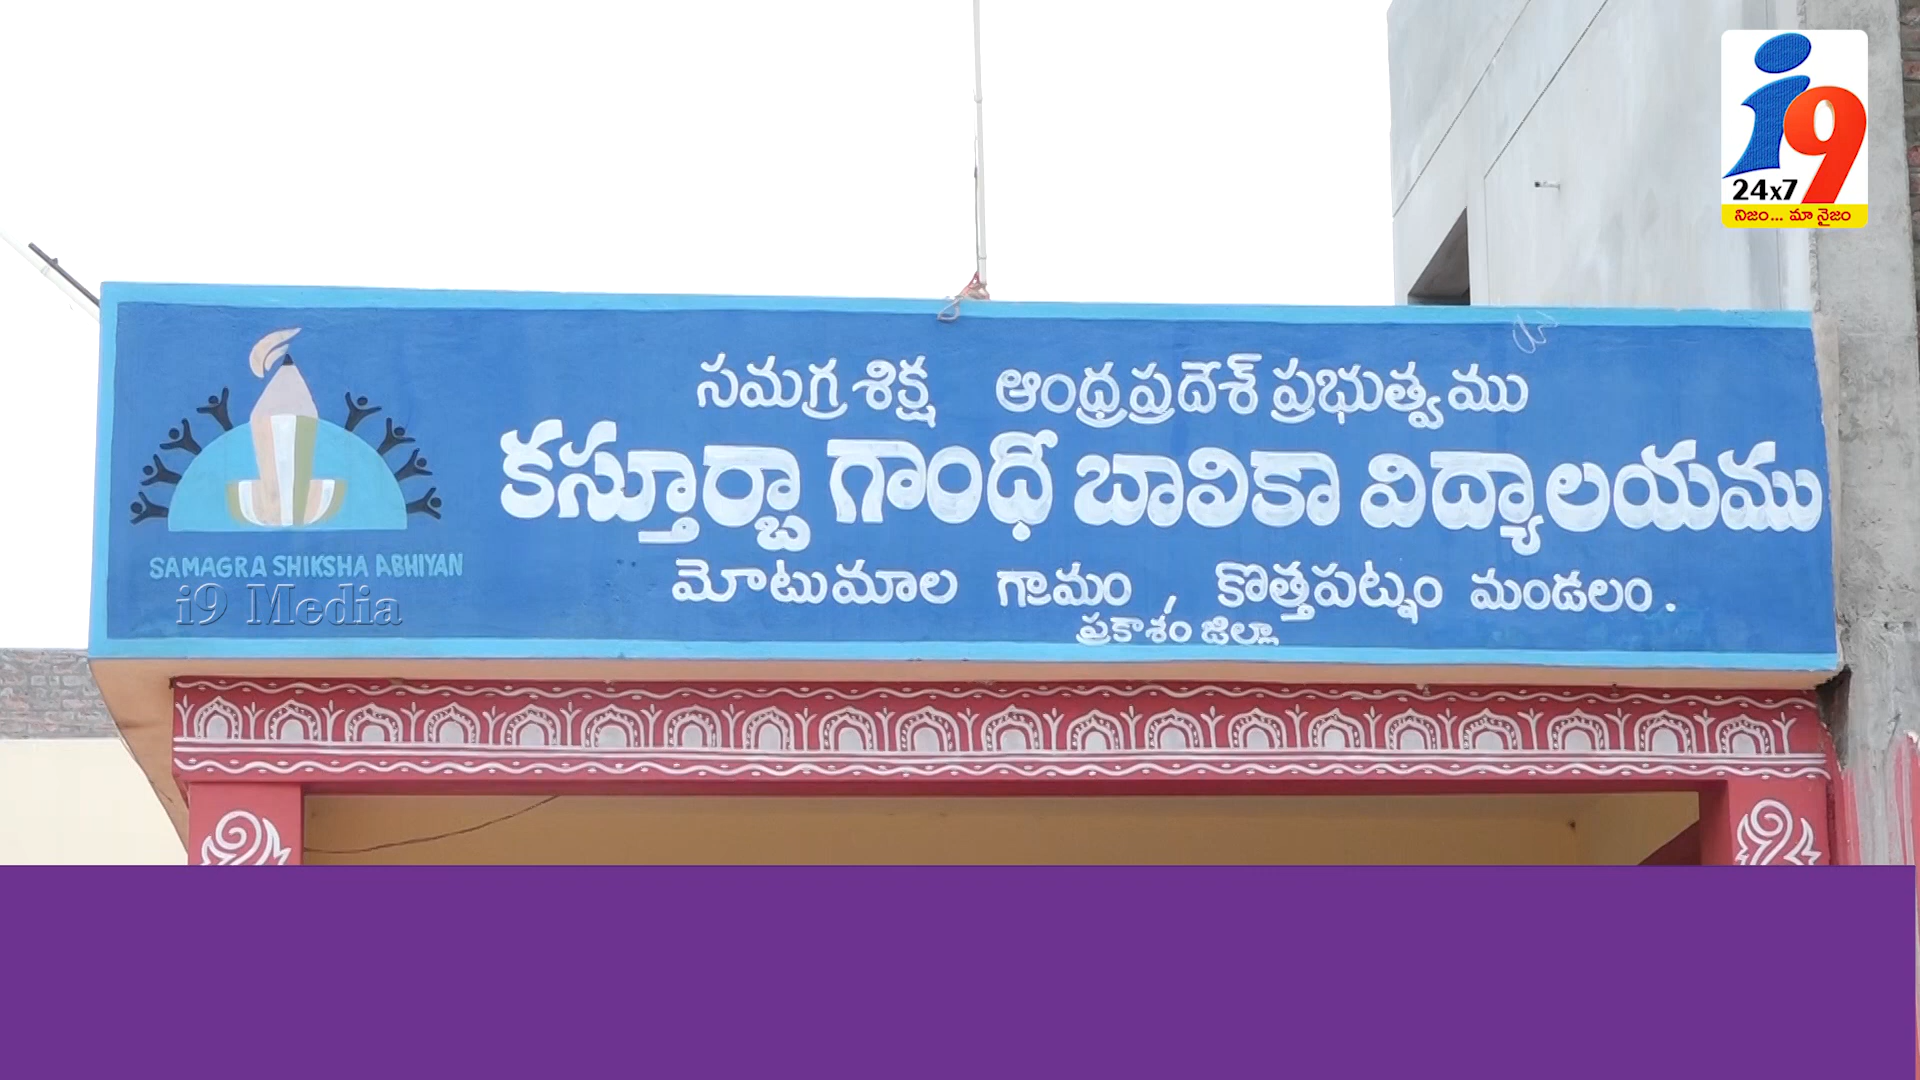 సమగ్ర శిక్ష ఆంధ్రప్రదేశ్ ప్రభుత్వము
కస్తూర్బా గాంధీ బావికా విద్యాలయము
మోటుమాల గ్రామం, కొత్తపట్నం మండలం.
ప్రకాశం జిల్లా
SAMAGRA SHIKSHA ABHIYAN
i9 Media
i9
24x7
నిజం... మా నైజం